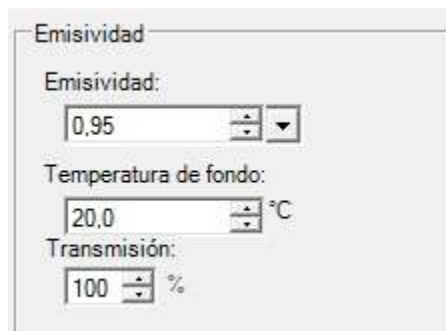 Emisividad
Emisividad:
0,95
Temperatura de fondo:
20,0 °C
Transmisión:
100 %